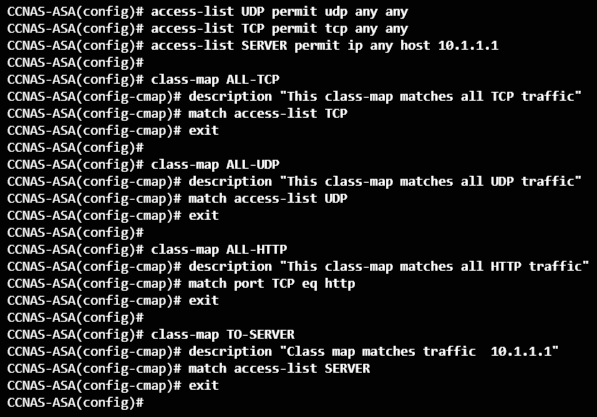 CCNAS-ASA(config)# access-list UDP permit udp any any
CCNAS-ASA(config)# access-list TCP permit tcp any any
CCNAS-ASA(config)# access-list SERVER permit ip any host 10.1.1.1
CCNAS-ASA(config)#
CCNAS-ASA(config)# class-map ALL-TCP
CCNAS-ASA(config-cmap)# description "This class-map matches all TCP traffic"
CCNAS-ASA(config-cmap)# match access-list TCP
CCNAS-ASA(config-cmap)# exit
CCNAS-ASA(config)#
CCNAS-ASA(config)# class-map ALL-UDP
CCNAS-ASA(config-cmap)# description "This class-map matches all UDP traffic"
CCNAS-ASA(config-cmap)# match access-list UDP
CCNAS-ASA(config-cmap)# exit
CCNAS-ASA(config)#
CCNAS-ASA(config)# class-map ALL-HTTP
CCNAS-ASA(config-cmap)# description "This class-map matches all HTTP traffic"
CCNAS-ASA(config-cmap)# match port TCP eq http
CCNAS-ASA(config-cmap)# exit
CCNAS-ASA(config)#
CCNAS-ASA(config)# class-map TO-SERVER
CCNAS-ASA(config-cmap)# description "Class map matches traffic  10.1.1.1"
CCNAS-ASA(config-cmap)# match access-list SERVER
CCNAS-ASA(config-cmap)# exit
CCNAS-ASA(config)#